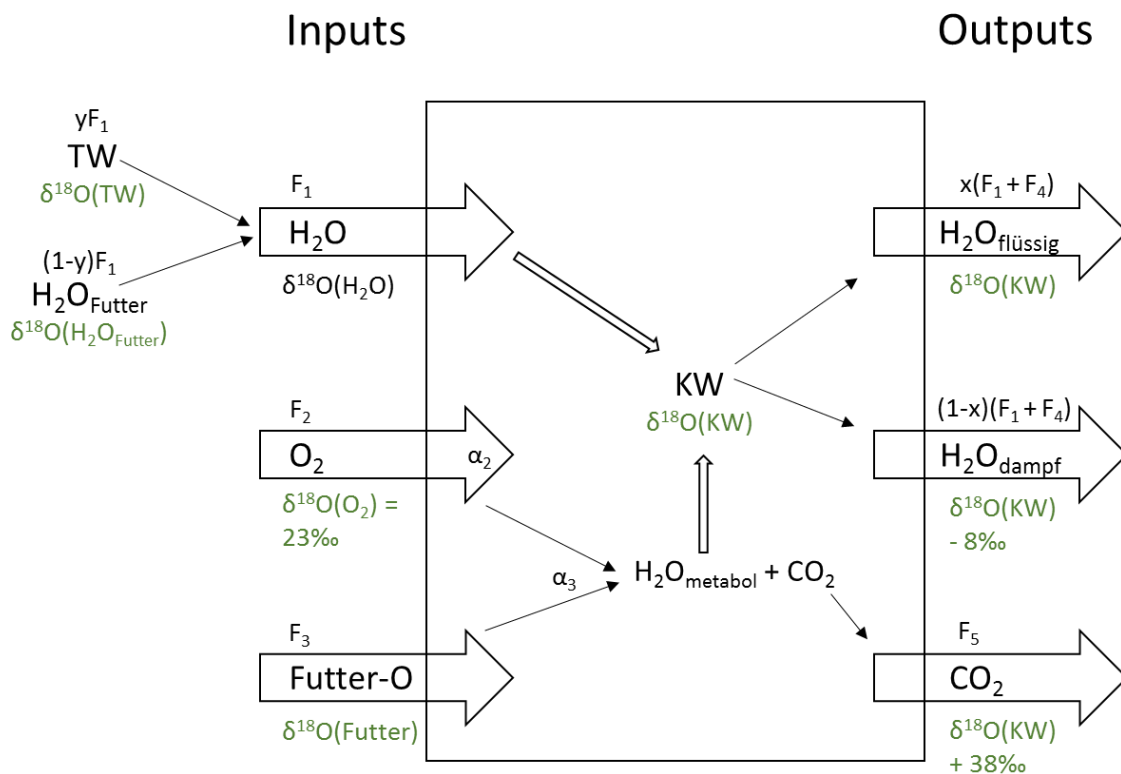 Inputs
Outputs
yF₁
TW
δ¹⁸O(TW)
(1-y)F₁
H₂O_Futter
δ¹⁸O(H₂O_Futter)
F₁
H₂O
δ¹⁸O(H₂O)
F₂
O₂
α₂
δ¹⁸O(O₂) =
23‰
α₃
F₃
Futter-O
δ¹⁸O(Futter)
KW
δ¹⁸O(KW)
H₂O_metabol + CO₂
x(F₁ + F₄)
H₂O_flüssig
δ¹⁸O(KW)
(1-x)(F₁ + F₄)
H₂O_dampf
δ¹⁸O(KW)
- 8‰
F₅
CO₂
δ¹⁸O(KW)
+ 38‰